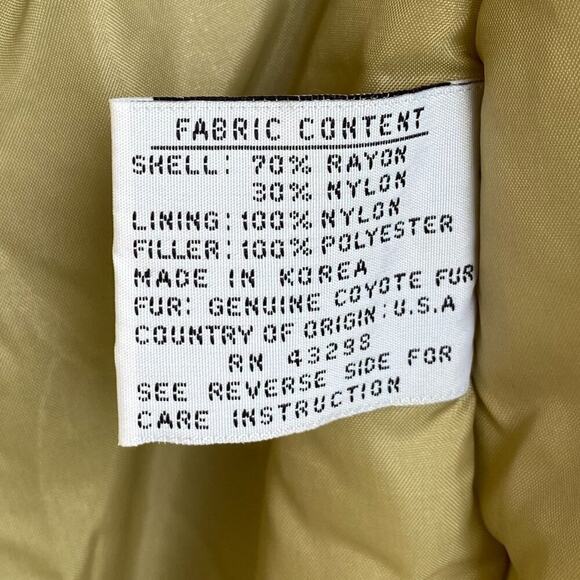 FABRIC CONTENT
SHELL: 70% RAYON
30% NYLON
LINING: 100% NYLON
FILLER: 100% POLYESTER
MADE IN KOREA
FUR: GENUINE COYOTE FUR
COUNTRY OF ORIGIN: U.S.A
RN 43298
SEE REVERSE SIDE FOR
CARE INSTRUCTION